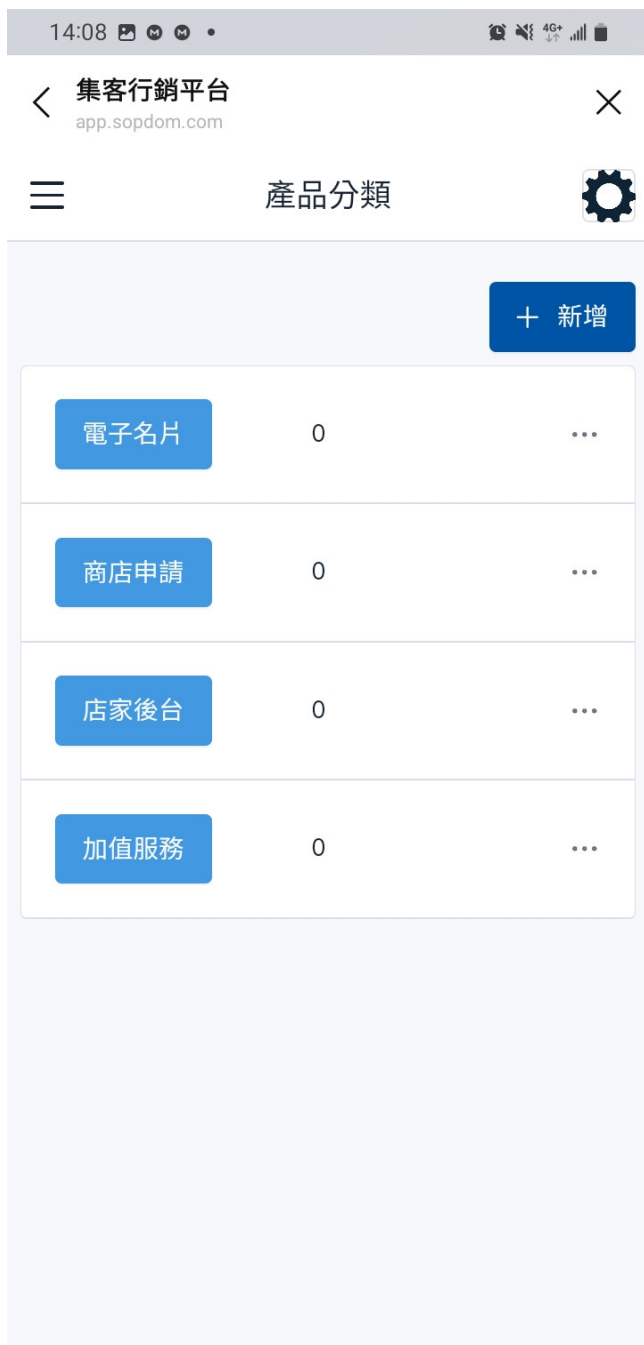 14:08
4G+
集客行銷平台
app.sopdom.com
產品分類
+ 新增
電子名片 0 ...
商店申請 0 ...
店家後台 0 ...
加值服務 0 ...